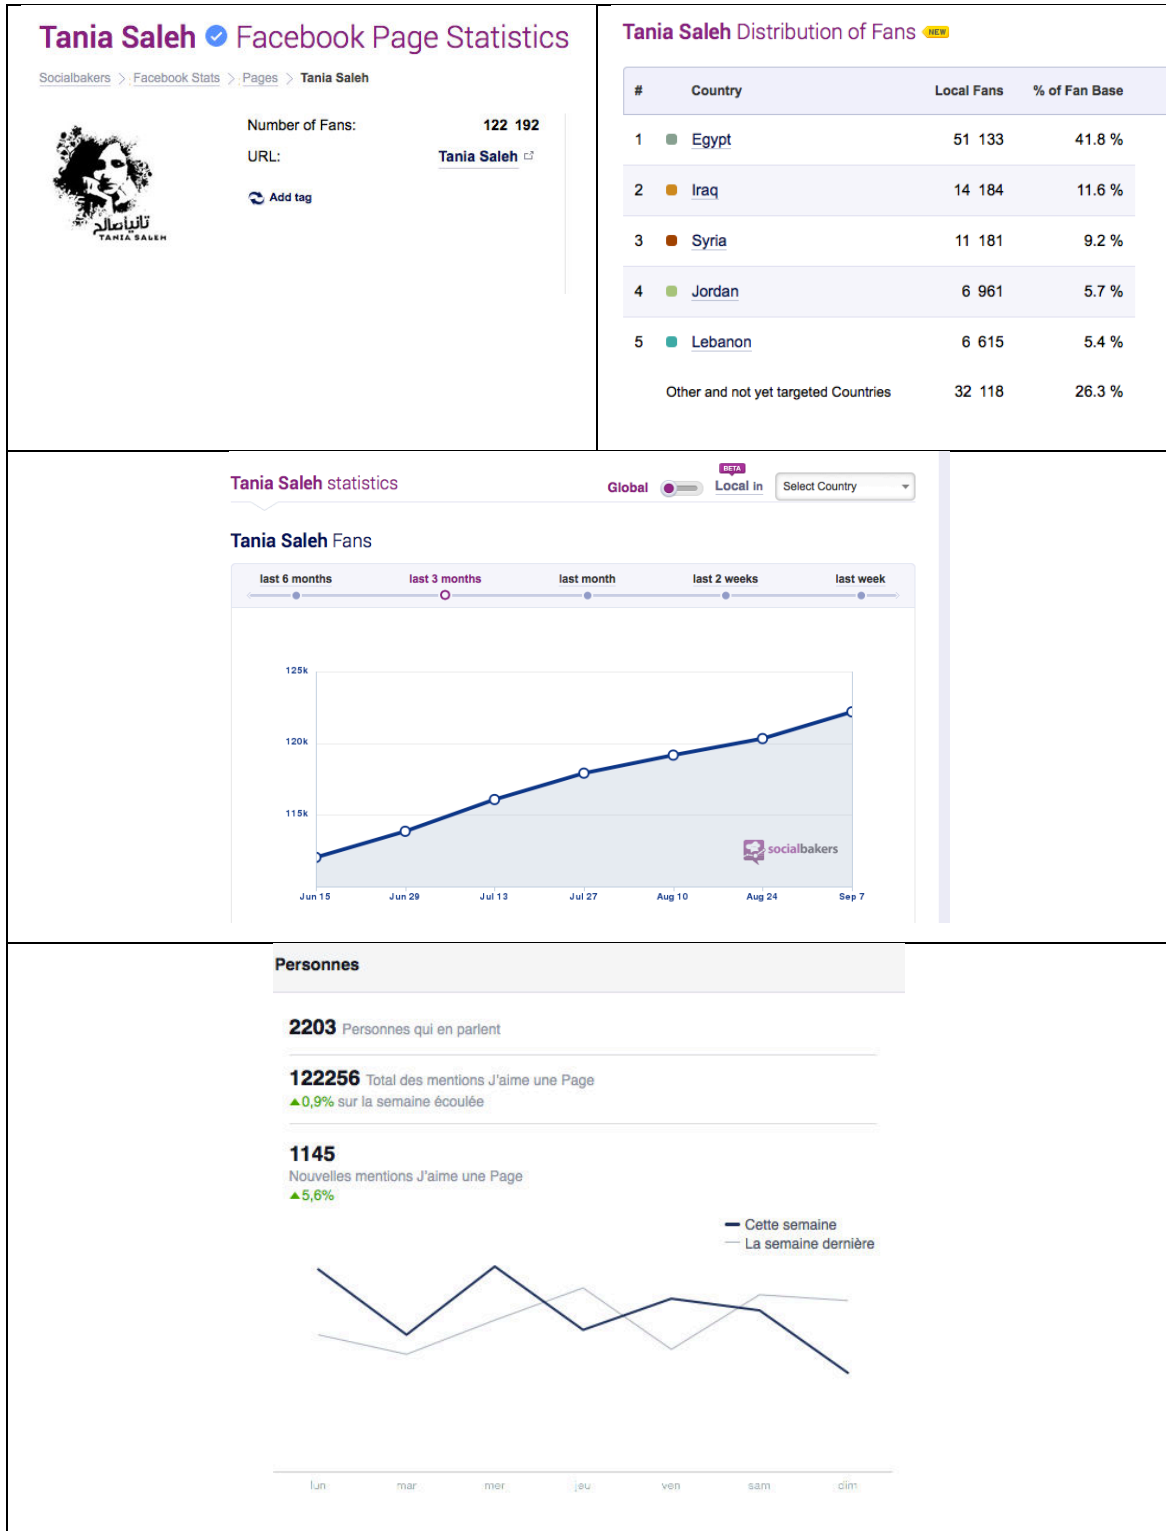 Tania Saleh Facebook Page Statistics
Socialbakers > Facebook Stats > Pages > Tania Saleh
تانيا صالح
TANIA SALEH
Number of Fans: 122 192
URL: Tania Saleh
Add tag
Tania Saleh Distribution of Fans NEW
# Country Local Fans % of Fan Base
1 Egypt 51 133 41.8 %
2 Iraq 14 184 11.6 %
3 Syria 11 181 9.2 %
4 Jordan 6 961 5.7 %
5 Lebanon 6 615 5.4 %
Other and not yet targeted Countries 32 118 26.3 %
BETA
Tania Saleh statistics Global Local in Select Country
Tania Saleh Fans
last 6 months last 3 months last month last 2 weeks last week
125k
120k
115k
socialbakers
Jun 15 Jun 29 Jul 13 Jul 27 Aug 10 Aug 24 Sep 7
Personnes
2203 Personnes qui en parlent
122256 Total des mentions J'aime une Page
0,9% sur la semaine écoulée
1145
Nouvelles mentions J'aime une Page
5,6%
Cette semaine
La semaine dernière
lun mar mer jeu ven sam dim